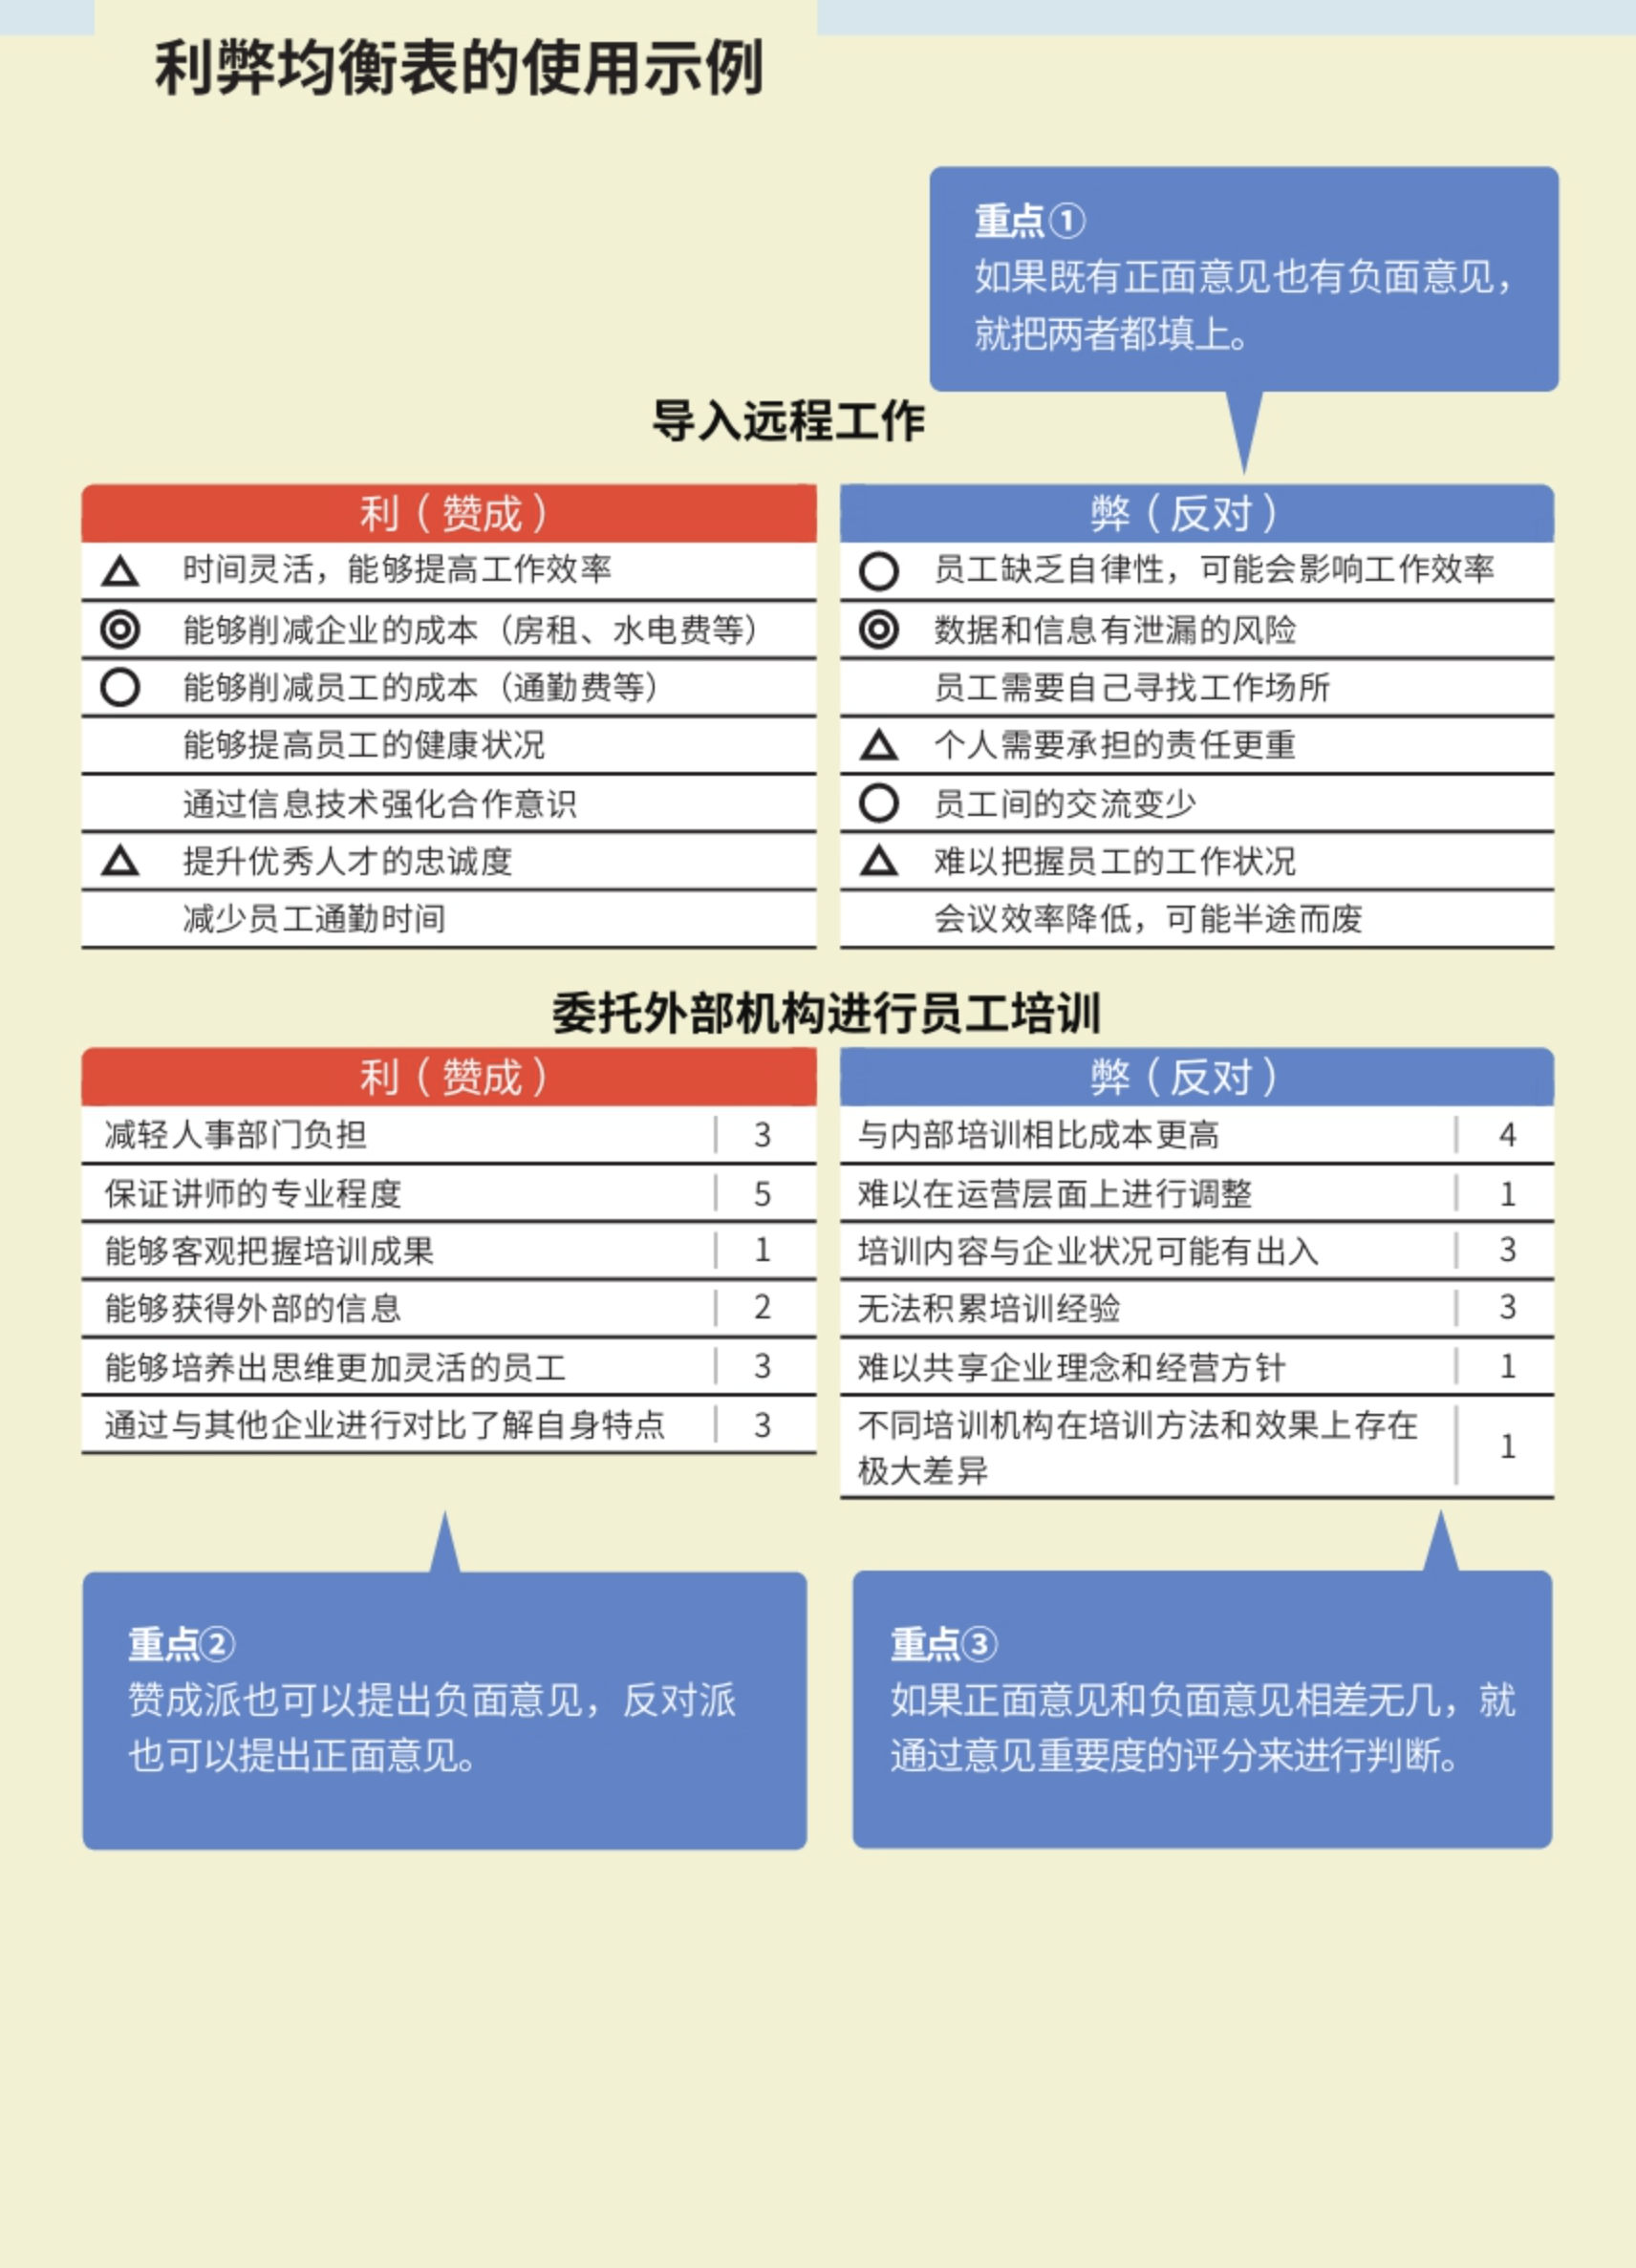 利弊均衡表的使用示例
重点①
如果既有正面意见也有负面意见，
就把两者都填上。
导入远程工作
利（赞成）
△ 时间灵活，能够提高工作效率
◎ 能够削减企业的成本（房租、水电费等）
○ 能够削减员工的成本（通勤费等）
能够提高员工的健康状况
通过信息技术强化合作意识
△ 提升优秀人才的忠诚度
减少员工通勤时间
弊（反对）
○ 员工缺乏自律性，可能会影响工作效率
◎ 数据和信息有泄漏的风险
员工需要自己寻找工作场所
△ 个人需要承担的责任更重
○ 员工间的交流变少
△ 难以把握员工的工作状况
会议效率降低，可能半途而废
委托外部机构进行员工培训
利（赞成）
减轻人事部门负担 3
保证讲师的专业程度 5
能够客观把握培训成果 1
能够获得外部的信息 2
能够培养出思维更加灵活的员工 3
通过与其他企业进行对比了解自身特点 3
弊（反对）
与内部培训相比成本更高 4
难以在运营层面上进行调整 1
培训内容与企业状况可能有出入 3
无法积累培训经验 3
难以共享企业理念和经营方针 1
不同培训机构在培训方法和效果上存在
极大差异 1
重点②
赞成派也可以提出负面意见，反对派
也可以提出正面意见。
重点③
如果正面意见和负面意见相差无几，就
通过意见重要度的评分来进行判断。